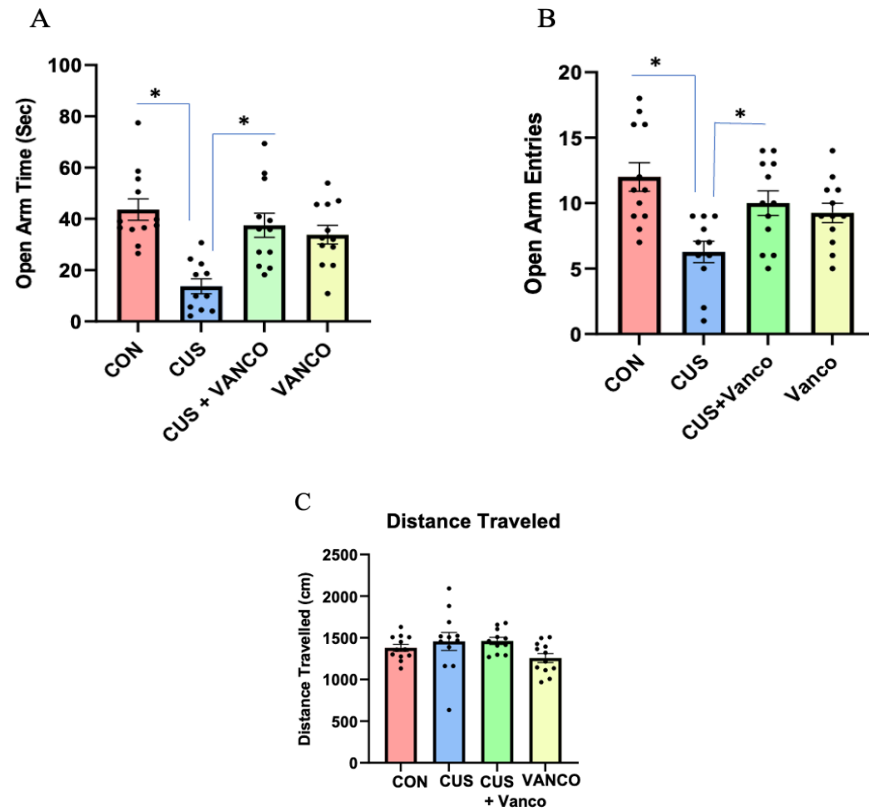 A
Open Arm Time (Sec)
100
80
60
40
20
0
*
*
CON
CUS
CUS + VANCO
VANCO
B
Open Arm Entries
20
15
10
5
0
*
*
CON
CUS
CUS+Vanco
Vanco
C
Distance Traveled
Distance Travelled (cm)
2500
2000
1500
1000
500
0
CON
CUS
CUS
+ Vanco
VANCO